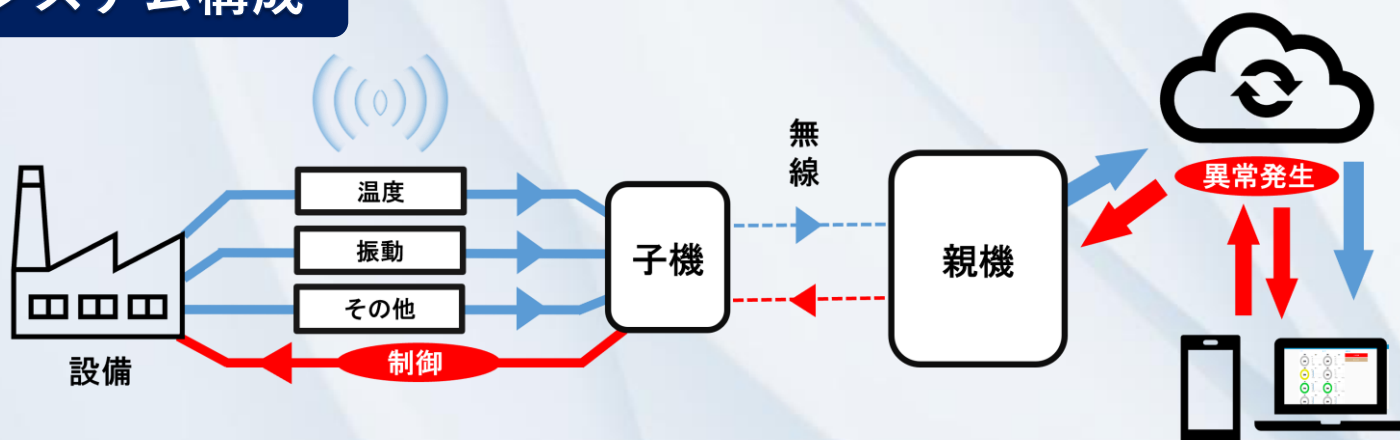 システム構成
無線
異常発生
温度
振動
子機
親機
その他
制御
設備